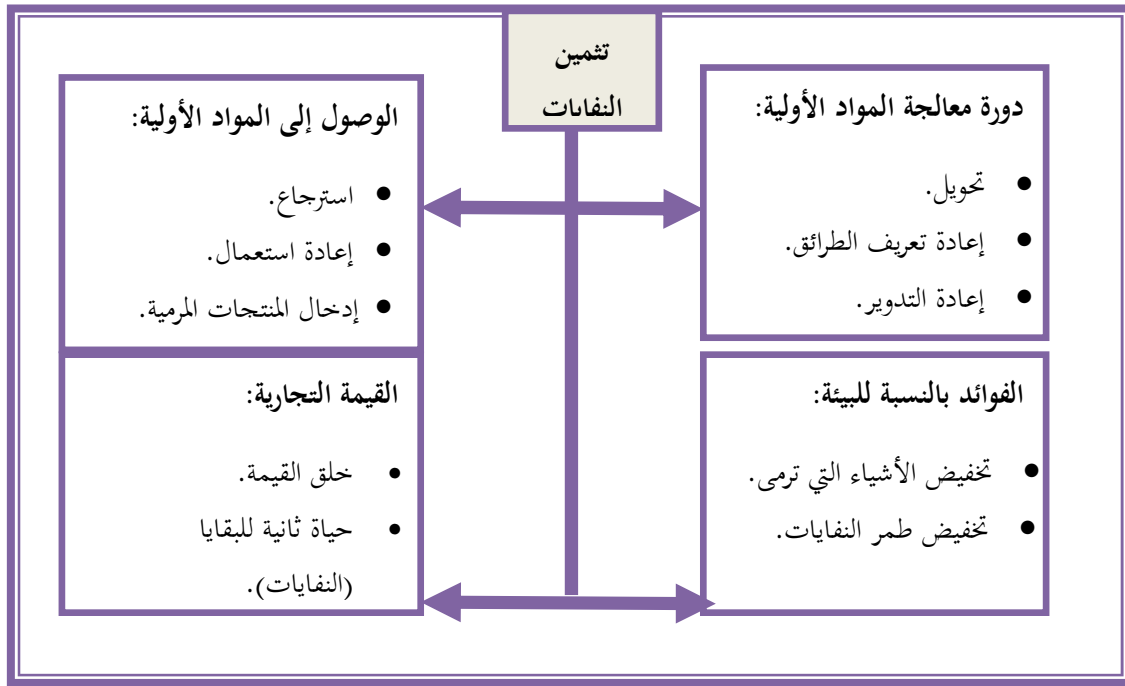 تثمين
النفايات
دورة معالجة المواد الأولية:
● تحويل.
● إعادة تعريف الطرائق.
● إعادة التدوير.
الوصول إلى المواد الأولية:
● استرجاع.
● إعادة استعمال.
● إدخال المنتجات المرمية.
الفوائد بالنسبة للبيئة:
● تخفيض الأشياء التي ترمى.
● تخفيض طمر النفايات.
القيمة التجارية:
● خلق القيمة.
● حياة ثانية للبقايا
(النفايات).